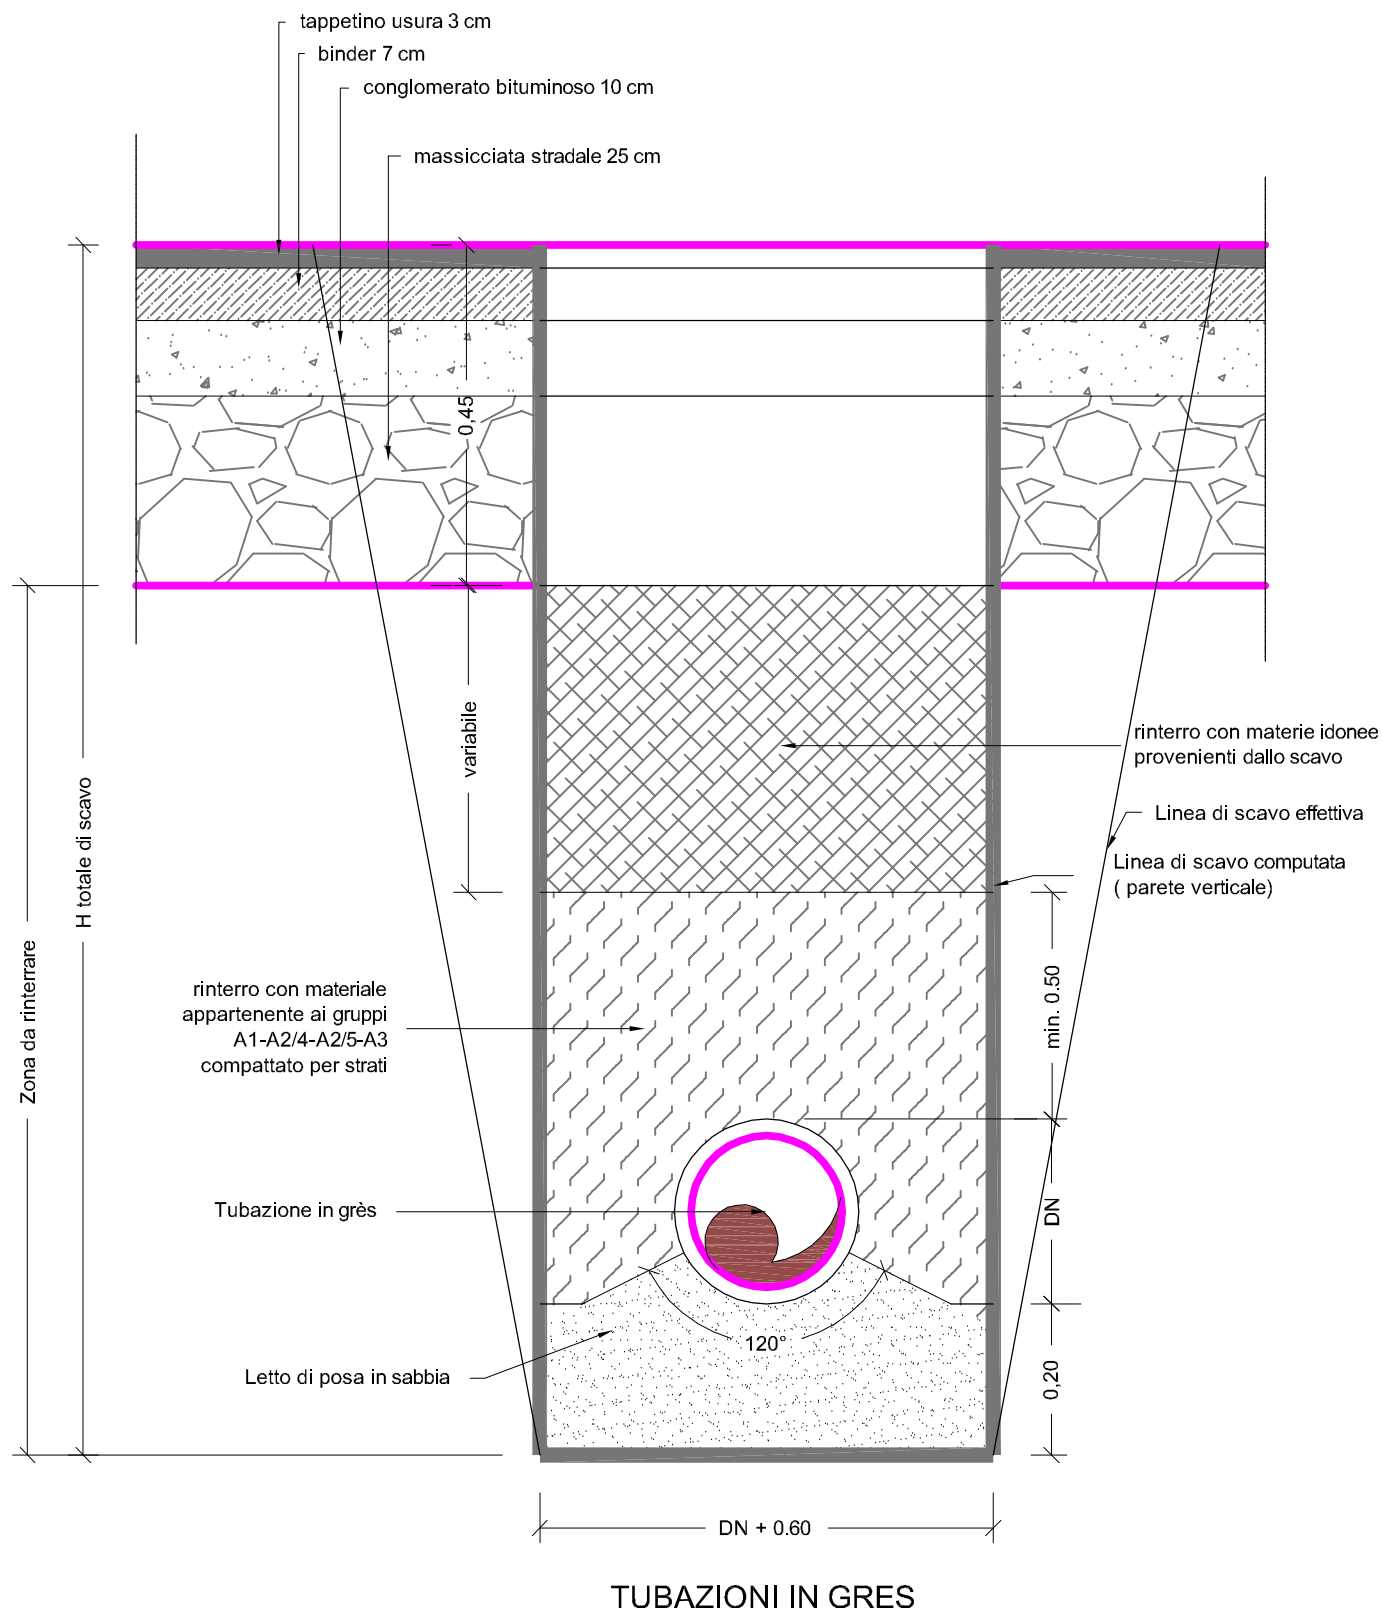 tappetino usura 3 cm
binder 7 cm
conglomerato bituminoso 10 cm
massicciata stradale 25 cm
0,45
variabile
H totale di scavo
Zona da rinterrare
rinterro con materie idonee
provenienti dallo scavo
Linea di scavo effettiva
Linea di scavo computata
( parete verticale)
rinterro con materiale
appartenente ai gruppi
A1-A2/4-A2/5-A3
compattato per strati
min. 0.50
Tubazione in grès
DN
120°
Letto di posa in sabbia
0,20
DN + 0.60
TUBAZIONI IN GRES